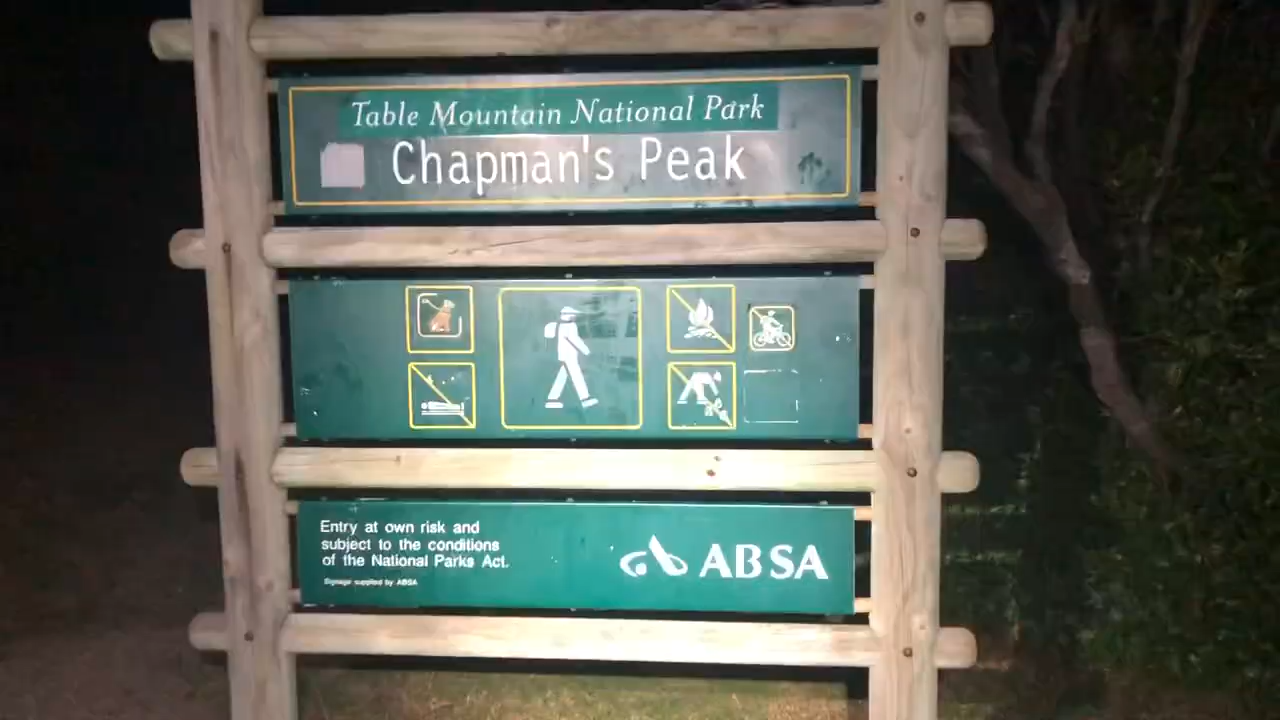 Table Mountain National Park
Chapman's Peak
Entry at own risk and
subject to the conditions
of the National Parks Act.
Signage supplied by ABSA
ABSA